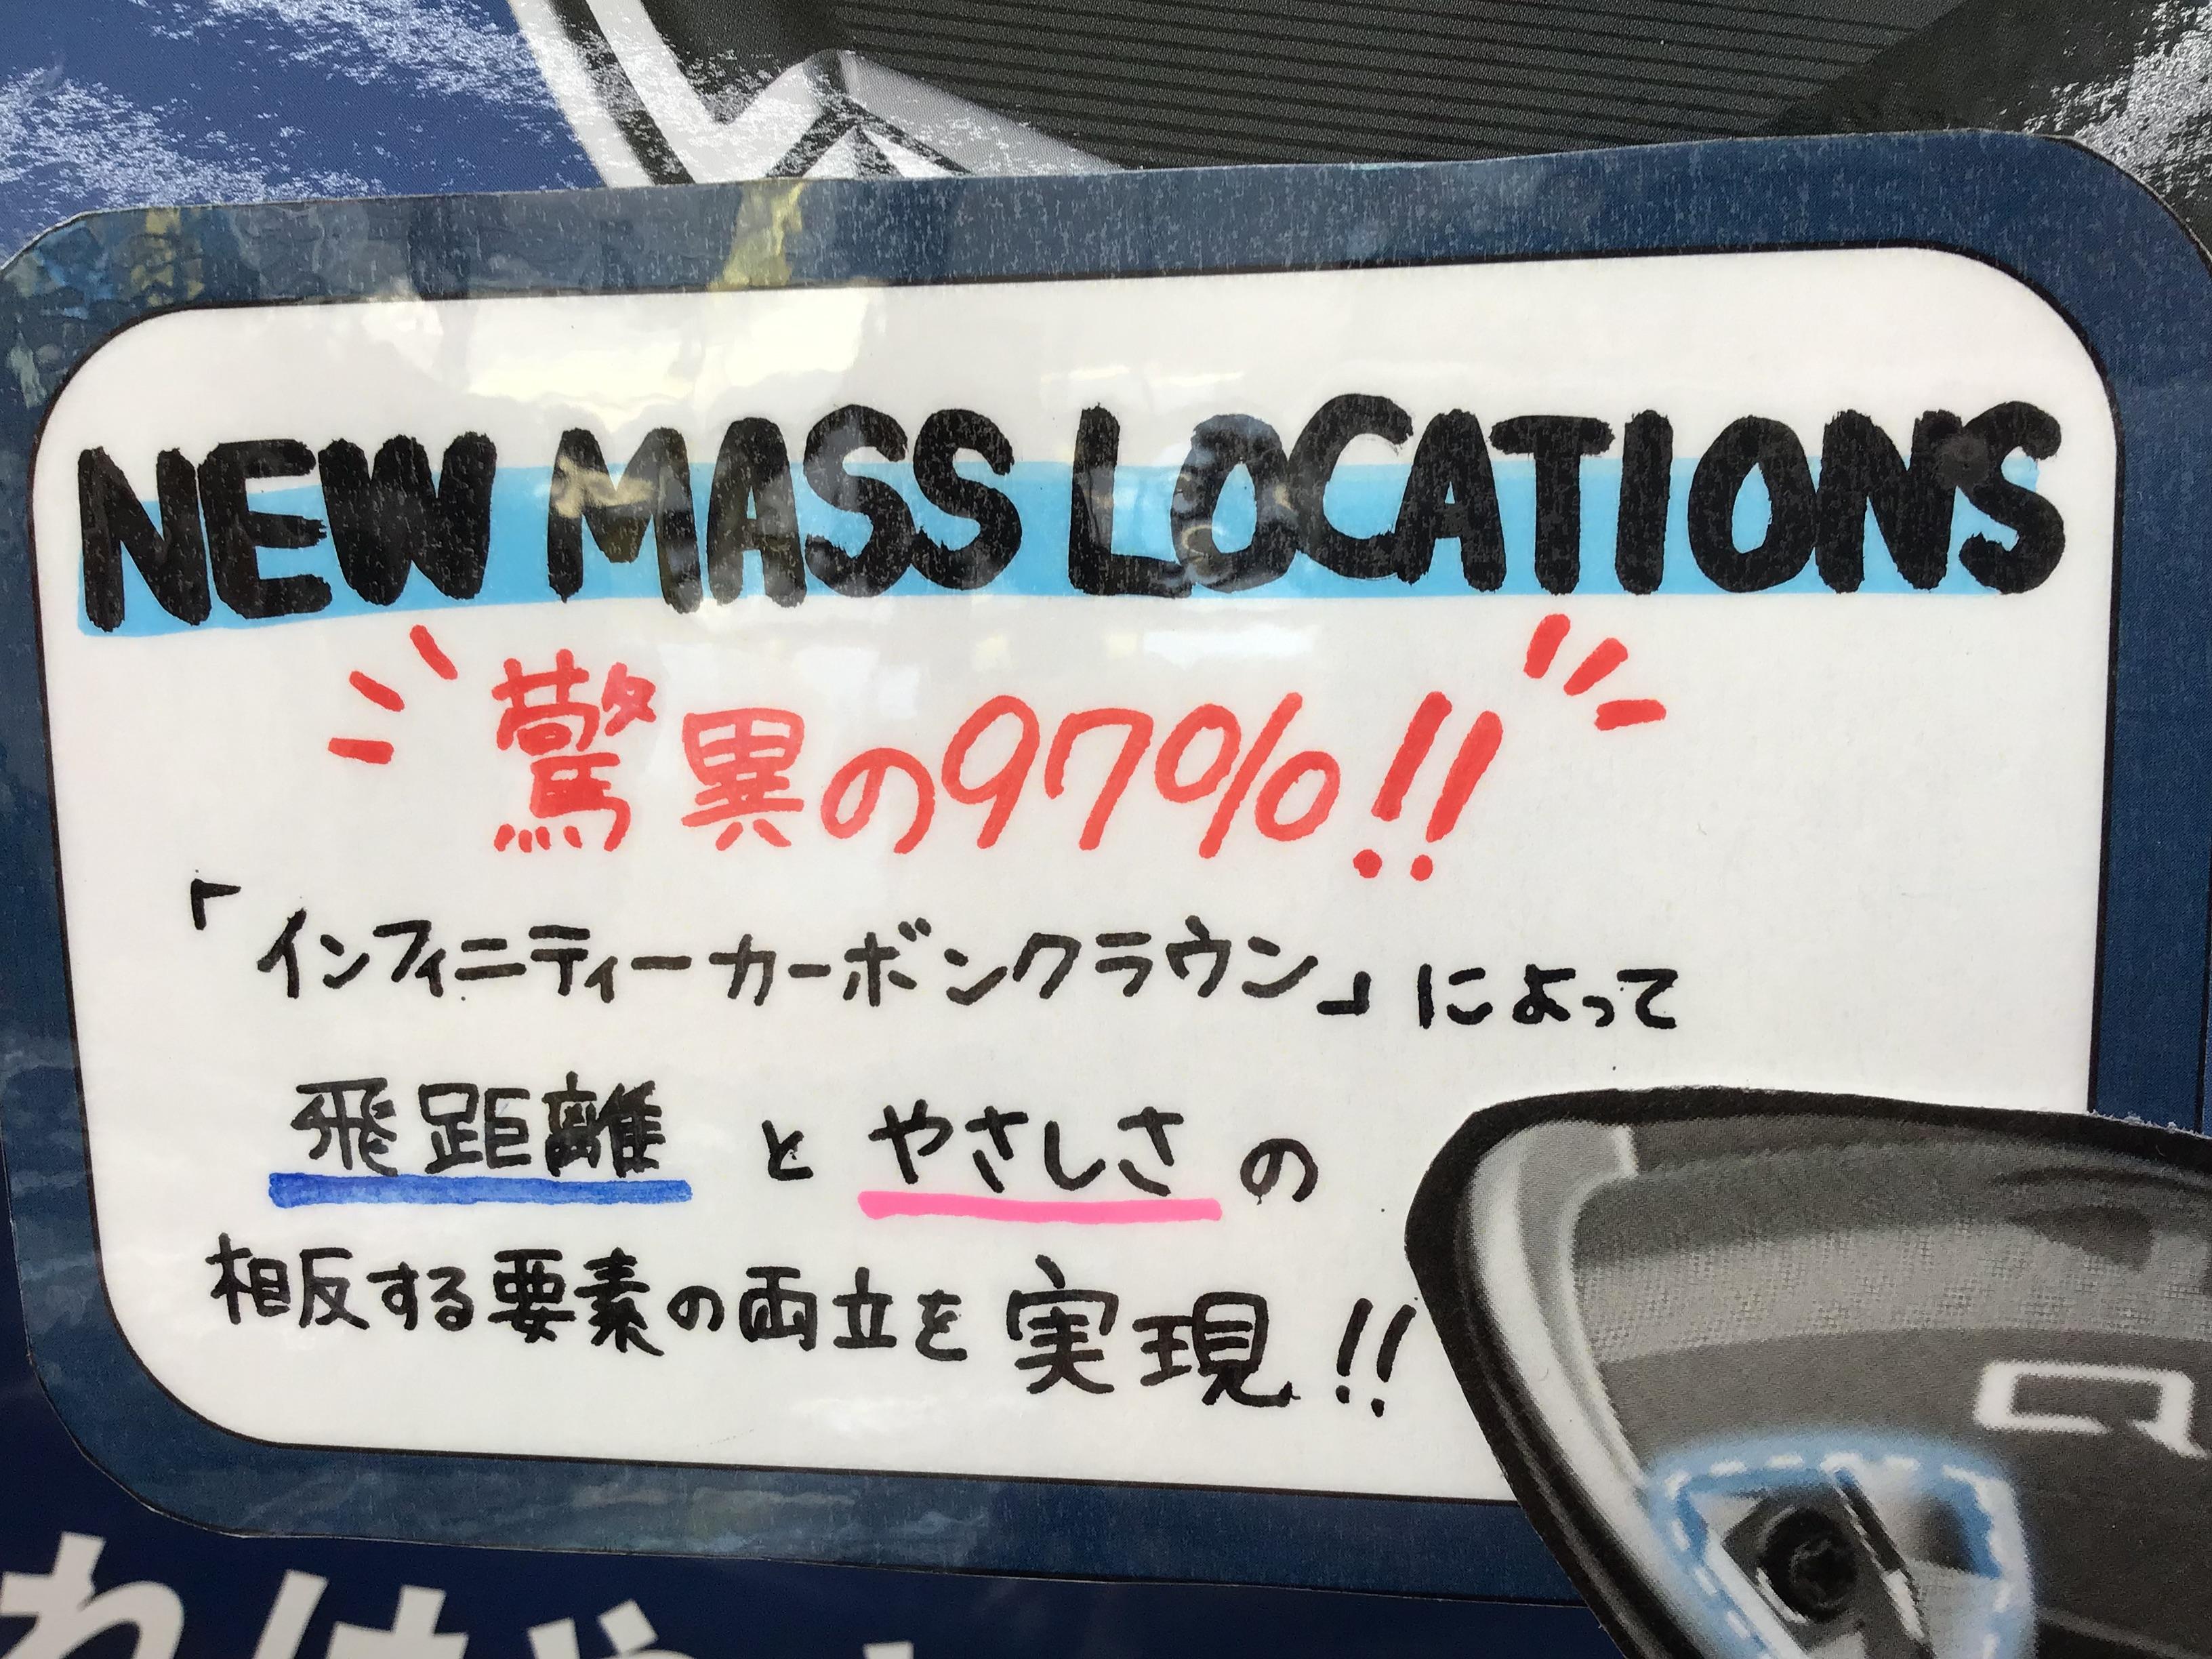 NEW MASS LOCATIONS
驚異の97%!!
「インフィニティーカーボンクラウン」によって
飛距離とやさしさの
相反する要素の両立を実現!!
Q